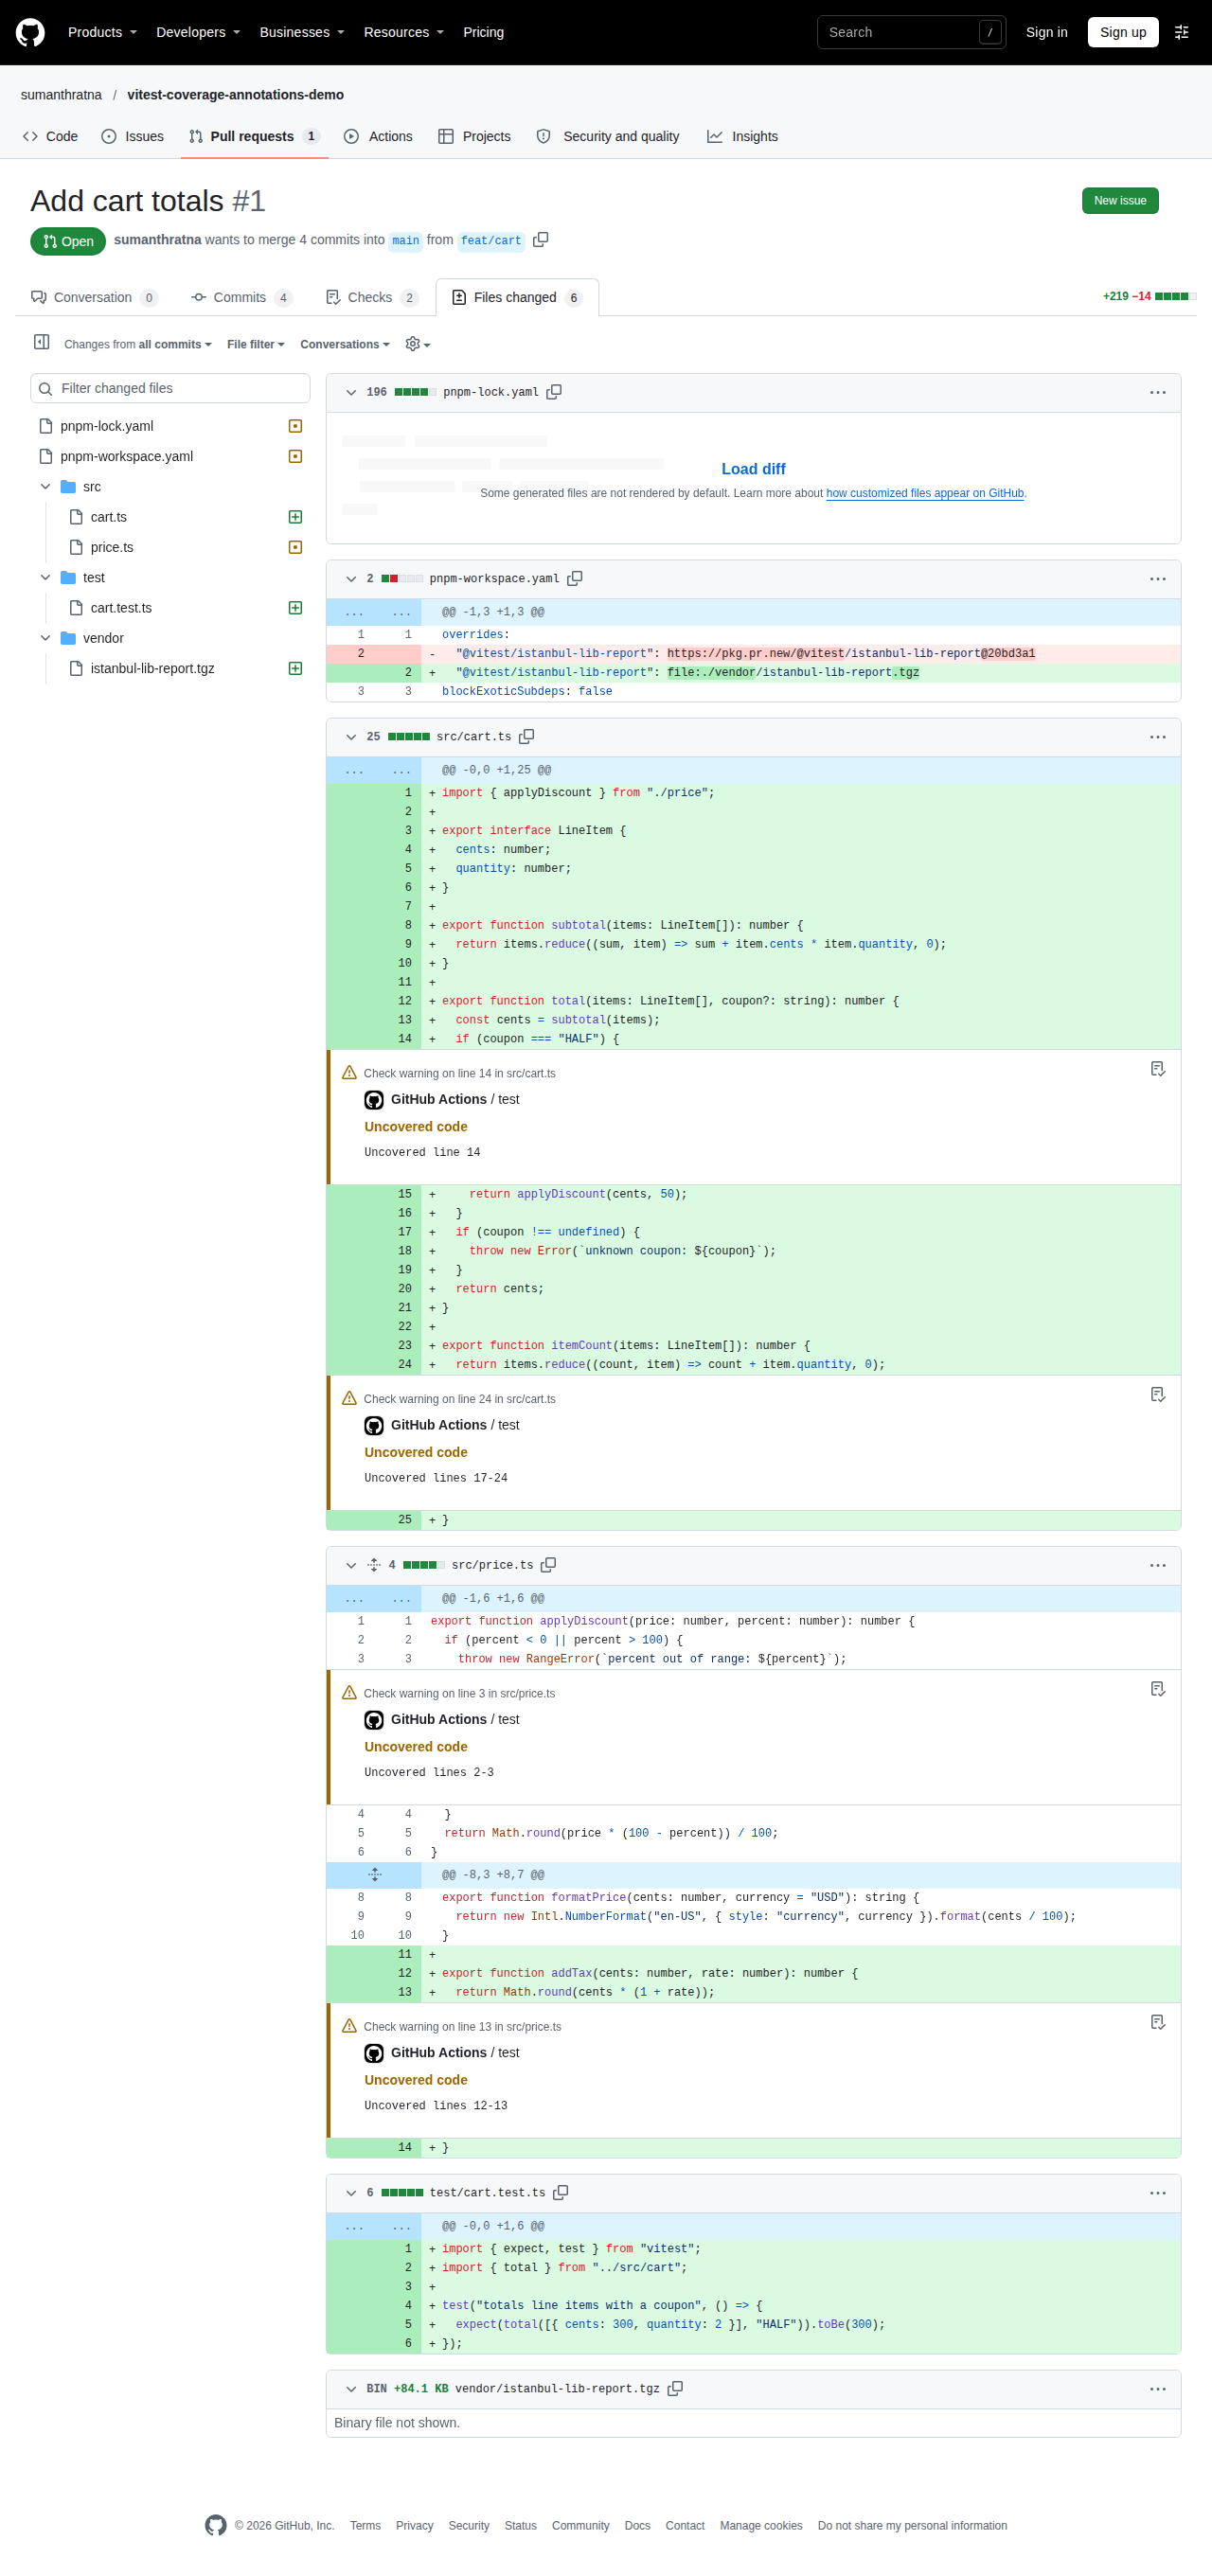 Products Developers Businesses Resources Pricing Search / Sign in Sign up
sumanthratna / vitest-coverage-annotations-demo
Code Issues Pull requests 1 Actions Projects Security and quality Insights
Add cart totals #1
New issue
Open sumanthratna wants to merge 4 commits into main from feat/cart
Conversation 0 Commits 4 Checks 2 Files changed 6 +219 −14
Changes from all commits File filter Conversations
Filter changed files
pnpm-lock.yaml
pnpm-workspace.yaml
src
cart.ts
price.ts
test
cart.test.ts
vendor
istanbul-lib-report.tgz
196 pnpm-lock.yaml
Load diff
Some generated files are not rendered by default. Learn more about how customized files appear on GitHub.
2 pnpm-workspace.yaml
... ... @@ -1,3 +1,3 @@
1 1 overrides:
2 - "@vitest/istanbul-lib-report": https://pkg.pr.new/@vitest/istanbul-lib-report@20bd3a1
2 + "@vitest/istanbul-lib-report": file:./vendor/istanbul-lib-report.tgz
3 3 blockExoticSubdeps: false
25 src/cart.ts
... ... @@ -0,0 +1,25 @@
1 + import { applyDiscount } from "./price";
2 +
3 + export interface LineItem {
4 + cents: number;
5 + quantity: number;
6 + }
7 +
8 + export function subtotal(items: LineItem[]): number {
9 + return items.reduce((sum, item) => sum + item.cents * item.quantity, 0);
10 + }
11 +
12 + export function total(items: LineItem[], coupon?: string): number {
13 + const cents = subtotal(items);
14 + if (coupon === "HALF") {
Check warning on line 14 in src/cart.ts
GitHub Actions / test
Uncovered code
Uncovered line 14
15 + return applyDiscount(cents, 50);
16 + }
17 + if (coupon !== undefined) {
18 + throw new Error(`unknown coupon: ${coupon}`);
19 + }
20 + return cents;
21 + }
22 +
23 + export function itemCount(items: LineItem[]): number {
24 + return items.reduce((count, item) => count + item.quantity, 0);
Check warning on line 24 in src/cart.ts
GitHub Actions / test
Uncovered code
Uncovered lines 17-24
25 + }
4 src/price.ts
... ... @@ -1,6 +1,6 @@
1 1 export function applyDiscount(price: number, percent: number): number {
2 2 if (percent < 0 || percent > 100) {
3 3 throw new RangeError(`percent out of range: ${percent}`);
Check warning on line 3 in src/price.ts
GitHub Actions / test
Uncovered code
Uncovered lines 2-3
4 4 }
5 5 return Math.round(price * (100 - percent)) / 100;
6 6 }
@@ -8,3 +8,7 @@
8 8 export function formatPrice(cents: number, currency = "USD"): string {
9 9 return new Intl.NumberFormat("en-US", { style: "currency", currency }).format(cents / 100);
10 10 }
11 +
12 + export function addTax(cents: number, rate: number): number {
13 + return Math.round(cents * (1 + rate));
Check warning on line 13 in src/price.ts
GitHub Actions / test
Uncovered code
Uncovered lines 12-13
14 + }
6 test/cart.test.ts
... ... @@ -0,0 +1,6 @@
1 + import { expect, test } from "vitest";
2 + import { total } from "../src/cart";
3 +
4 + test("totals line items with a coupon", () => {
5 + expect(total([{ cents: 300, quantity: 2 }], "HALF")).toBe(300);
6 + });
BIN +84.1 KB vendor/istanbul-lib-report.tgz
Binary file not shown.
© 2026 GitHub, Inc. Terms Privacy Security Status Community Docs Contact Manage cookies Do not share my personal information